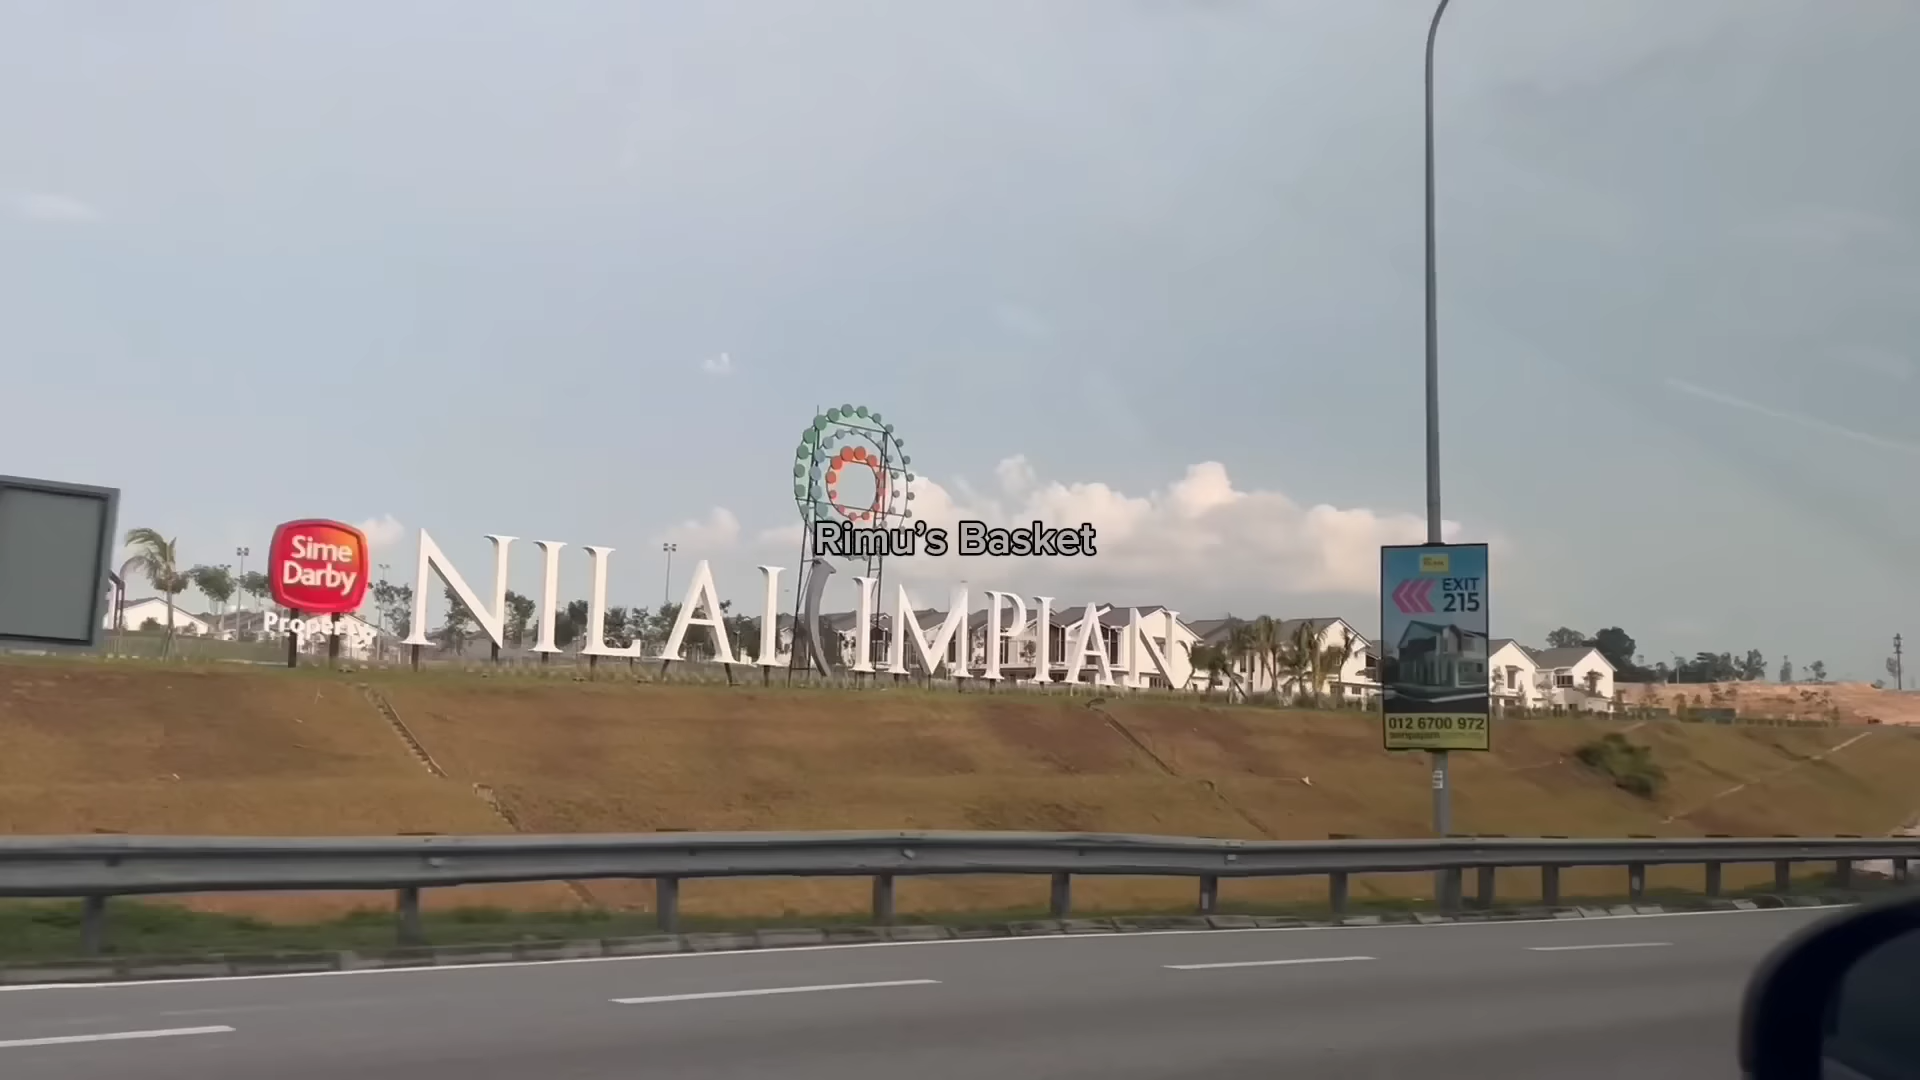 Sime
Darby
Property
NILAI IMPIAN
Rimu's Basket
EXIT
215
012 6700 972